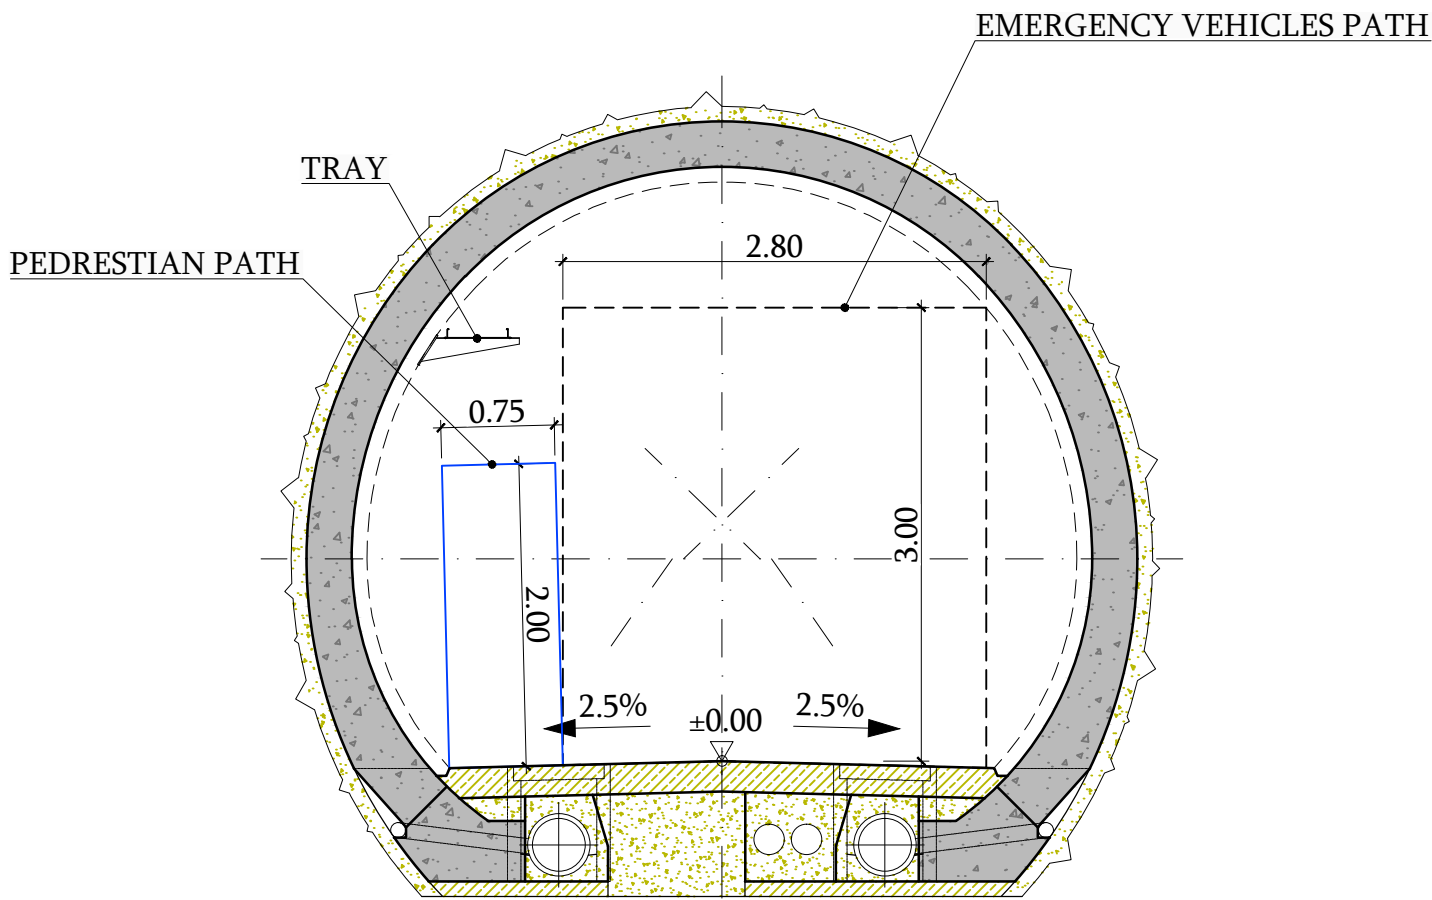 EMERGENCY VEHICLES PATH
TRAY
2.80
PEDRESTIAN PATH
0.75
3.00
2.00
2.5%
±0.00
2.5%